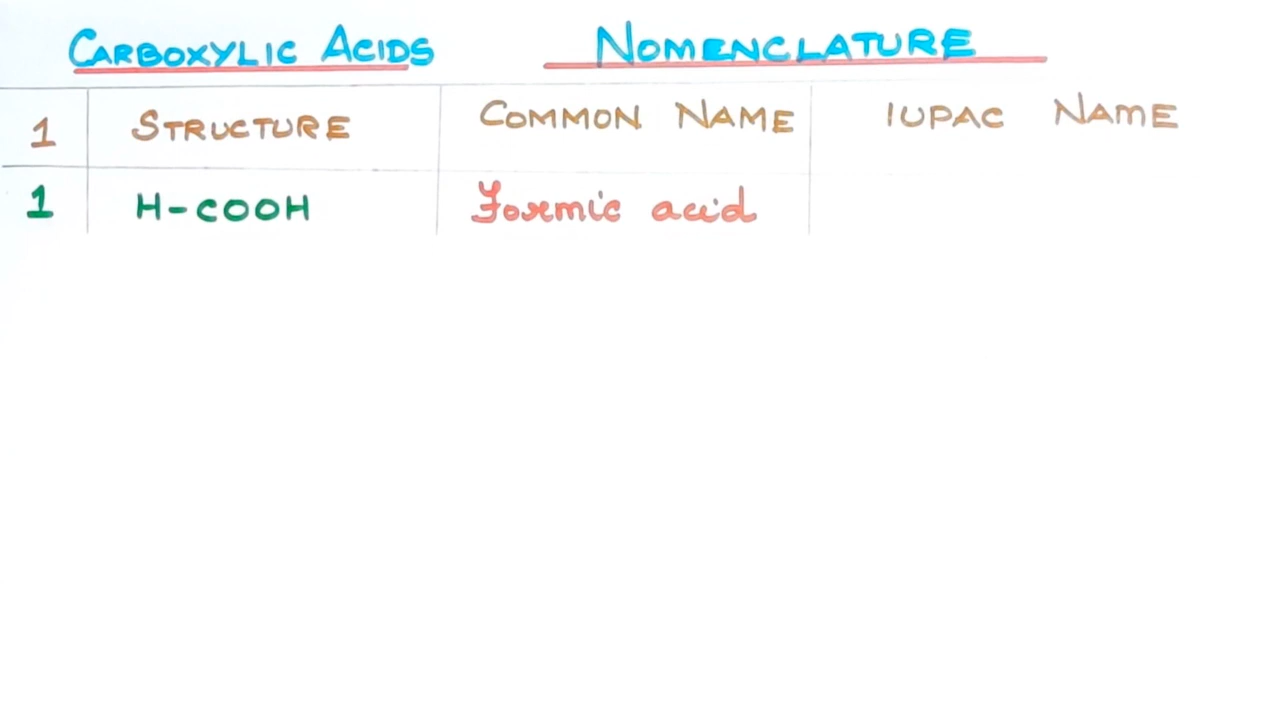 CARBOXYLIC ACIDS NOMENCLATURE
1 STRUCTURE COMMON NAME IUPAC NAME
1 H-COOH Formic acid